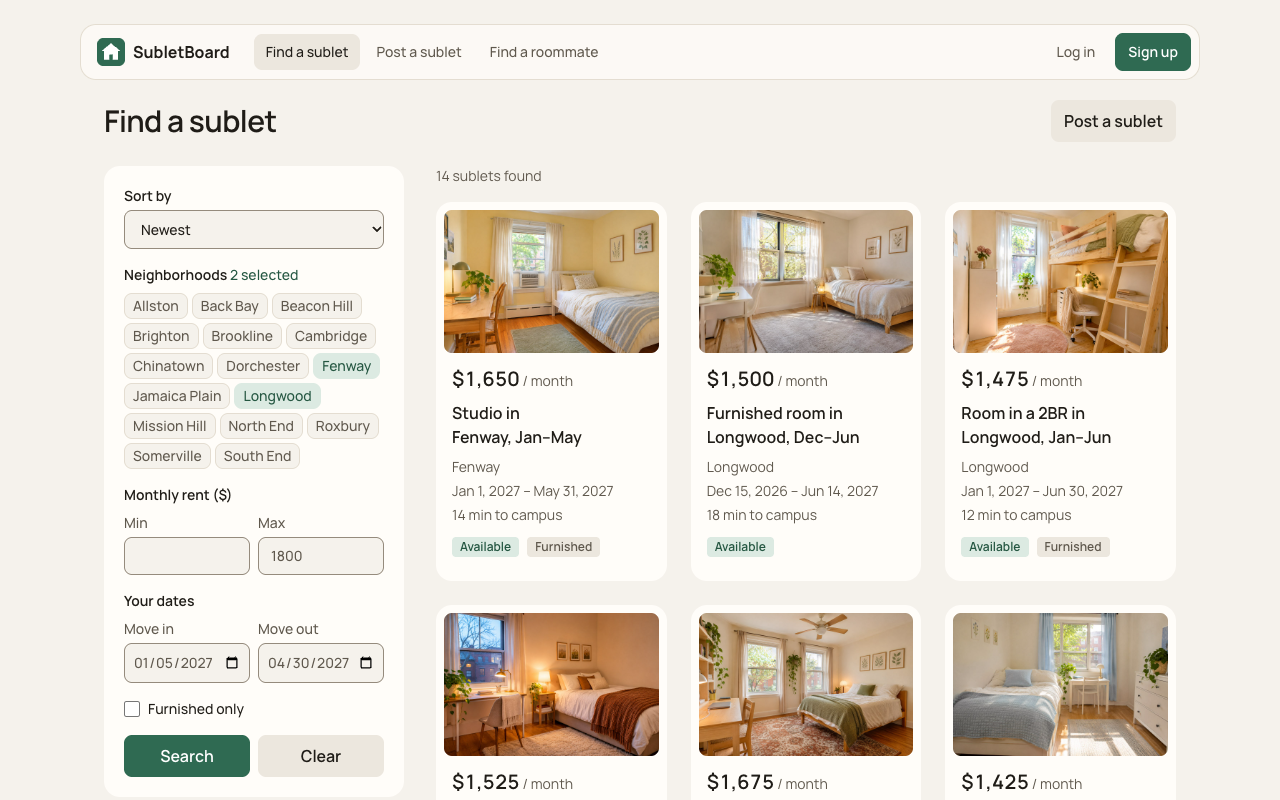 SubletBoard
Find a sublet
Post a sublet
Find a roommate
Log in
Sign up
Find a sublet
Post a sublet
Sort by
Newest
Neighborhoods 2 selected
Allston Back Bay Beacon Hill
Brighton Brookline Cambridge
Chinatown Dorchester Fenway
Jamaica Plain Longwood
Mission Hill North End Roxbury
Somerville South End
Monthly rent ($)
Min Max
1800
Your dates
Move in Move out
01/05/2027 04/30/2027
Furnished only
Search Clear
14 sublets found
$1,650 / month
Studio in
Fenway, Jan–May
Fenway
Jan 1, 2027 – May 31, 2027
14 min to campus
Available Furnished
$1,500 / month
Furnished room in
Longwood, Dec–Jun
Longwood
Dec 15, 2026 – Jun 14, 2027
18 min to campus
Available
$1,475 / month
Room in a 2BR in
Longwood, Jan–Jun
Longwood
Jan 1, 2027 – Jun 30, 2027
12 min to campus
Available Furnished
$1,525 / month
$1,675 / month
$1,425 / month